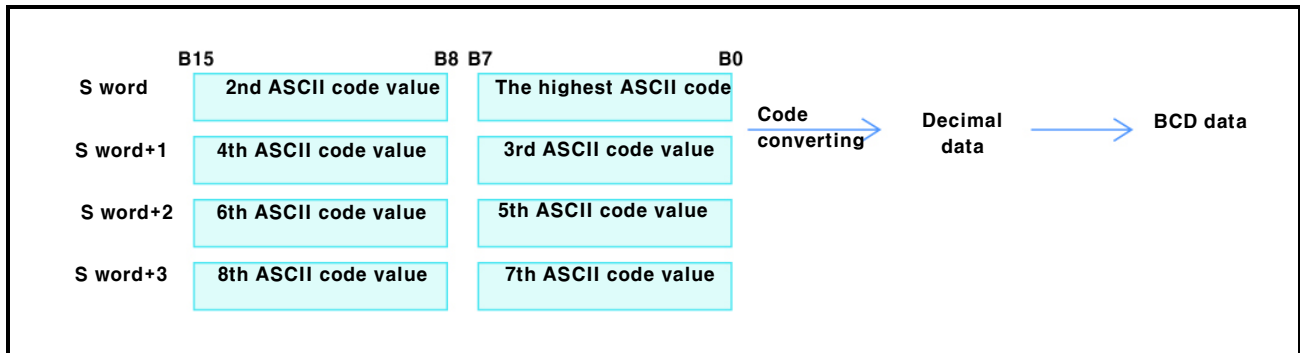 B15 B8 B7 B0
S word 2nd ASCII code value The highest ASCII code
Code converting Decimal data BCD data
S word+1 4th ASCII code value 3rd ASCII code value
S word+2 6th ASCII code value 5th ASCII code value
S word+3 8th ASCII code value 7th ASCII code value